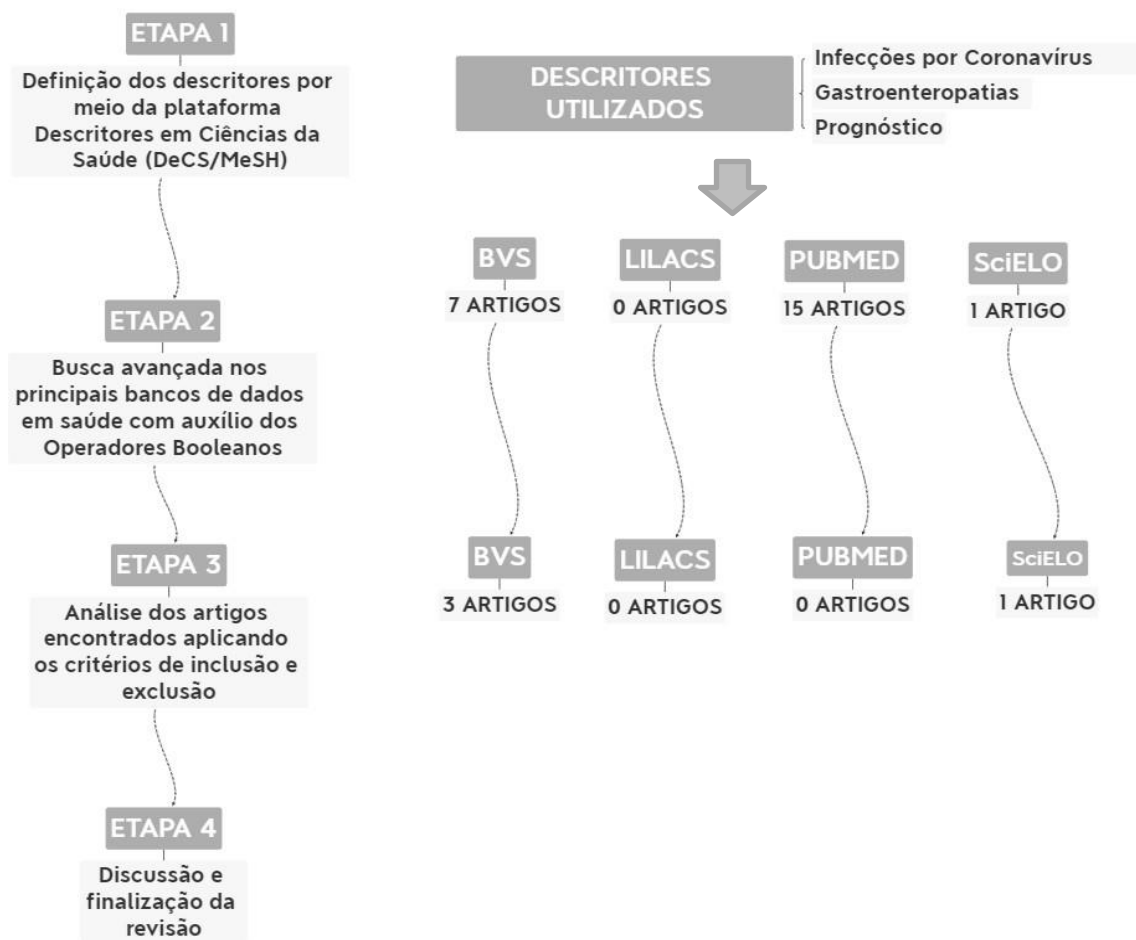 ETAPA 1
Definição dos descritores por
meio da plataforma
Descritores em Ciências da
Saúde (DeCS/MeSH)
ETAPA 2
Busca avançada nos
principais bancos de dados
em saúde com auxílio dos
Operadores Booleanos
ETAPA 3
Análise dos artigos
encontrados aplicando
os critérios de inclusão e
exclusão
ETAPA 4
Discussão e
finalização da
revisão
DESCRITORES
UTILIZADOS
Infecções por Coronavírus
Gastroenteropatias
Prognóstico
BVS
7 ARTIGOS
LILACS
0 ARTIGOS
PUBMED
15 ARTIGOS
SciELO
1 ARTIGO
BVS
3 ARTIGOS
LILACS
0 ARTIGOS
PUBMED
0 ARTIGOS
SciELO
1 ARTIGO